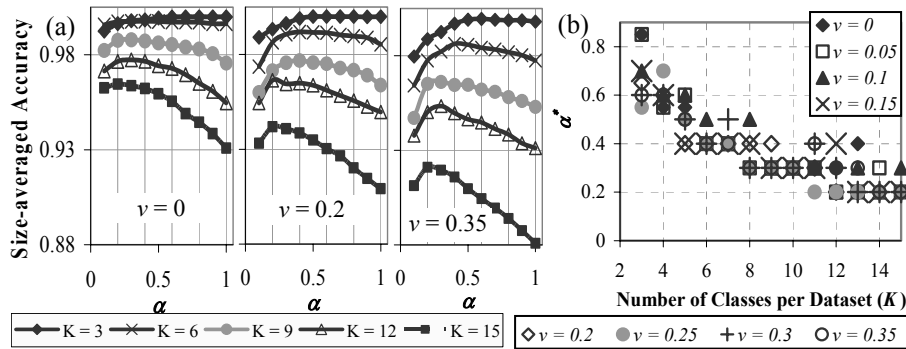 (a)
Size-averaged Accuracy
0.98
0.93
0.88
v = 0
v = 0.2
v = 0.35
0 0.5 1
0 0.5 1
0 0.5 1
α
α
α
K = 3 K = 6 K = 9 K = 12 K = 15
(b)
α*
0.8
0.6
0.4
0.2
0
2 4 6 8 10 12 14
Number of Classes per Dataset (K)
v = 0
v = 0.05
v = 0.1
v = 0.15
v = 0.2 v = 0.25 v = 0.3 v = 0.35